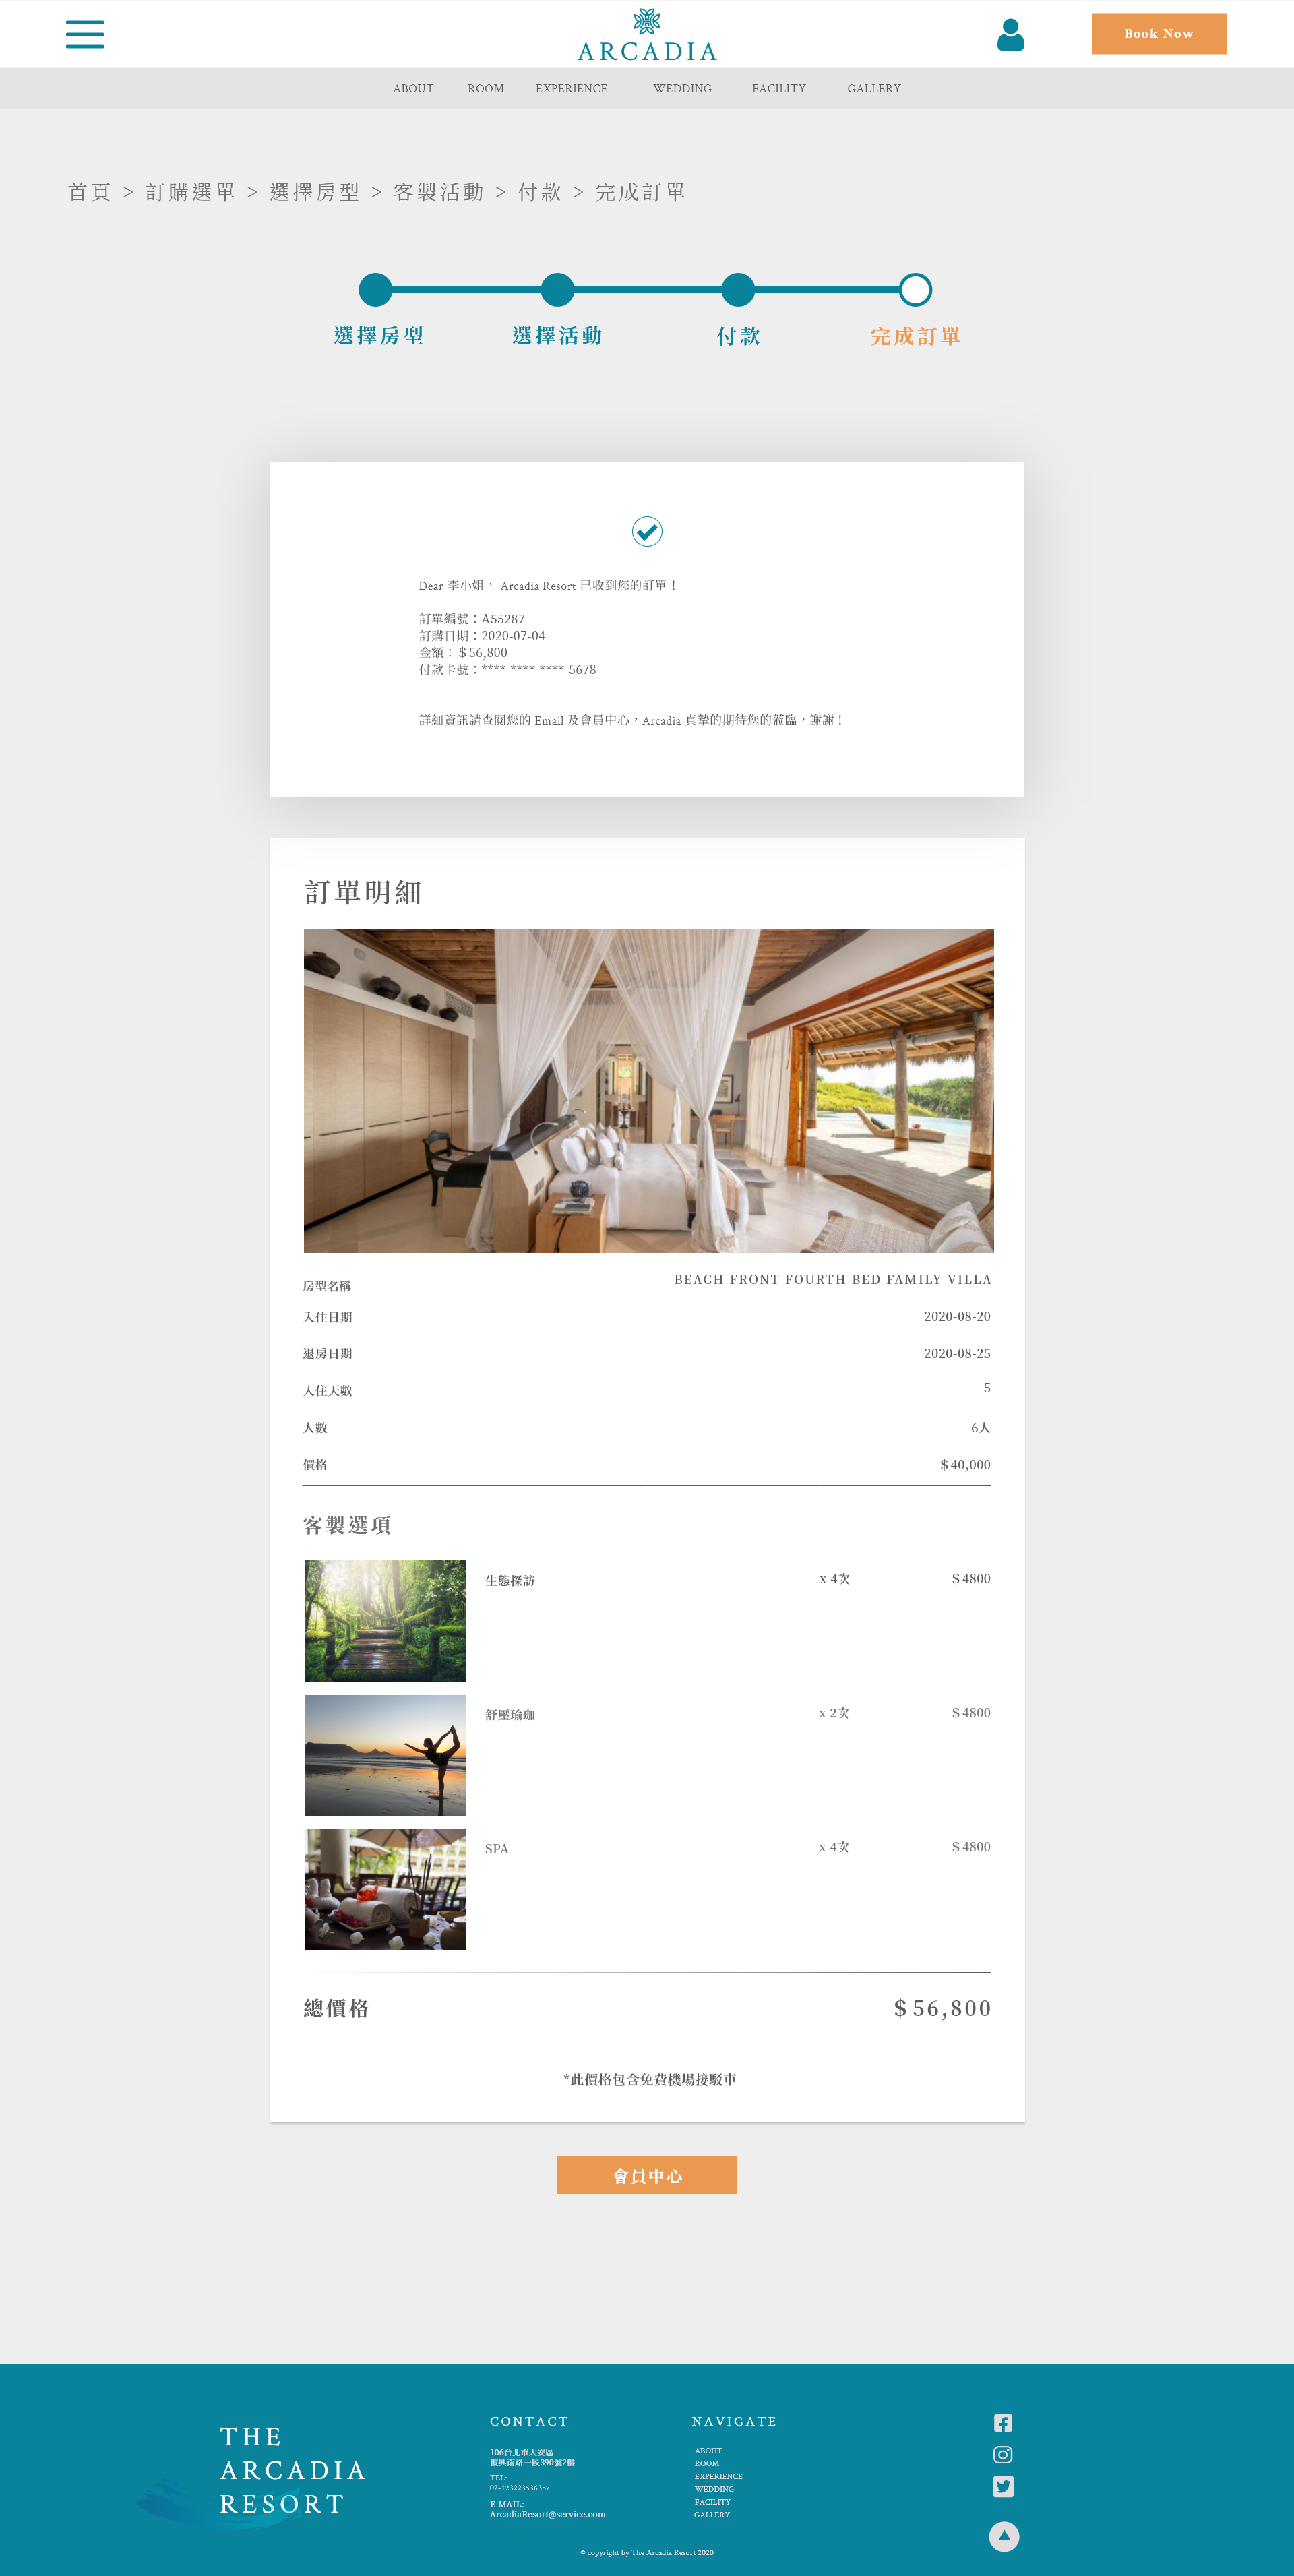 ARCADIA
Book Now
ABOUT ROOM EXPERIENCE WEDDING FACILITY GALLERY
首頁 > 訂購選單 > 選擇房型 > 客製活動 > 付款 > 完成訂單
選擇房型 選擇活動 付款 完成訂單
Dear 李小姐， Arcadia Resort 已收到您的訂單！
訂單編號：A55287
訂購日期：2020-07-04
金額：＄56,800
付款卡號：****-****-****-5678
詳細資訊請查閱您的 Email 及會員中心，Arcadia 真摯的期待您的蒞臨，謝謝！
訂單明細
房型名稱 BEACH FRONT FOURTH BED FAMILY VILLA
入住日期 2020-08-20
退房日期 2020-08-25
入住天數 5
人數 6人
價格 ＄40,000
客製選項
生態探訪 x 4次 ＄4800
舒壓瑜珈 x 2次 ＄4800
SPA x 4次 ＄4800
總價格 ＄56,800
*此價格包含免費機場接駁車
會員中心
THE
ARCADIA
RESORT
CONTACT
106台北市大安區
復興南路一段390號2樓
TEL:
02-123223536357
E-MAIL:
ArcadiaResort@service.com
NAVIGATE
ABOUT
ROOM
EXPERIENCE
WEDDING
FACILITY
GALLERY
© copyright by The Arcadia Resort 2020